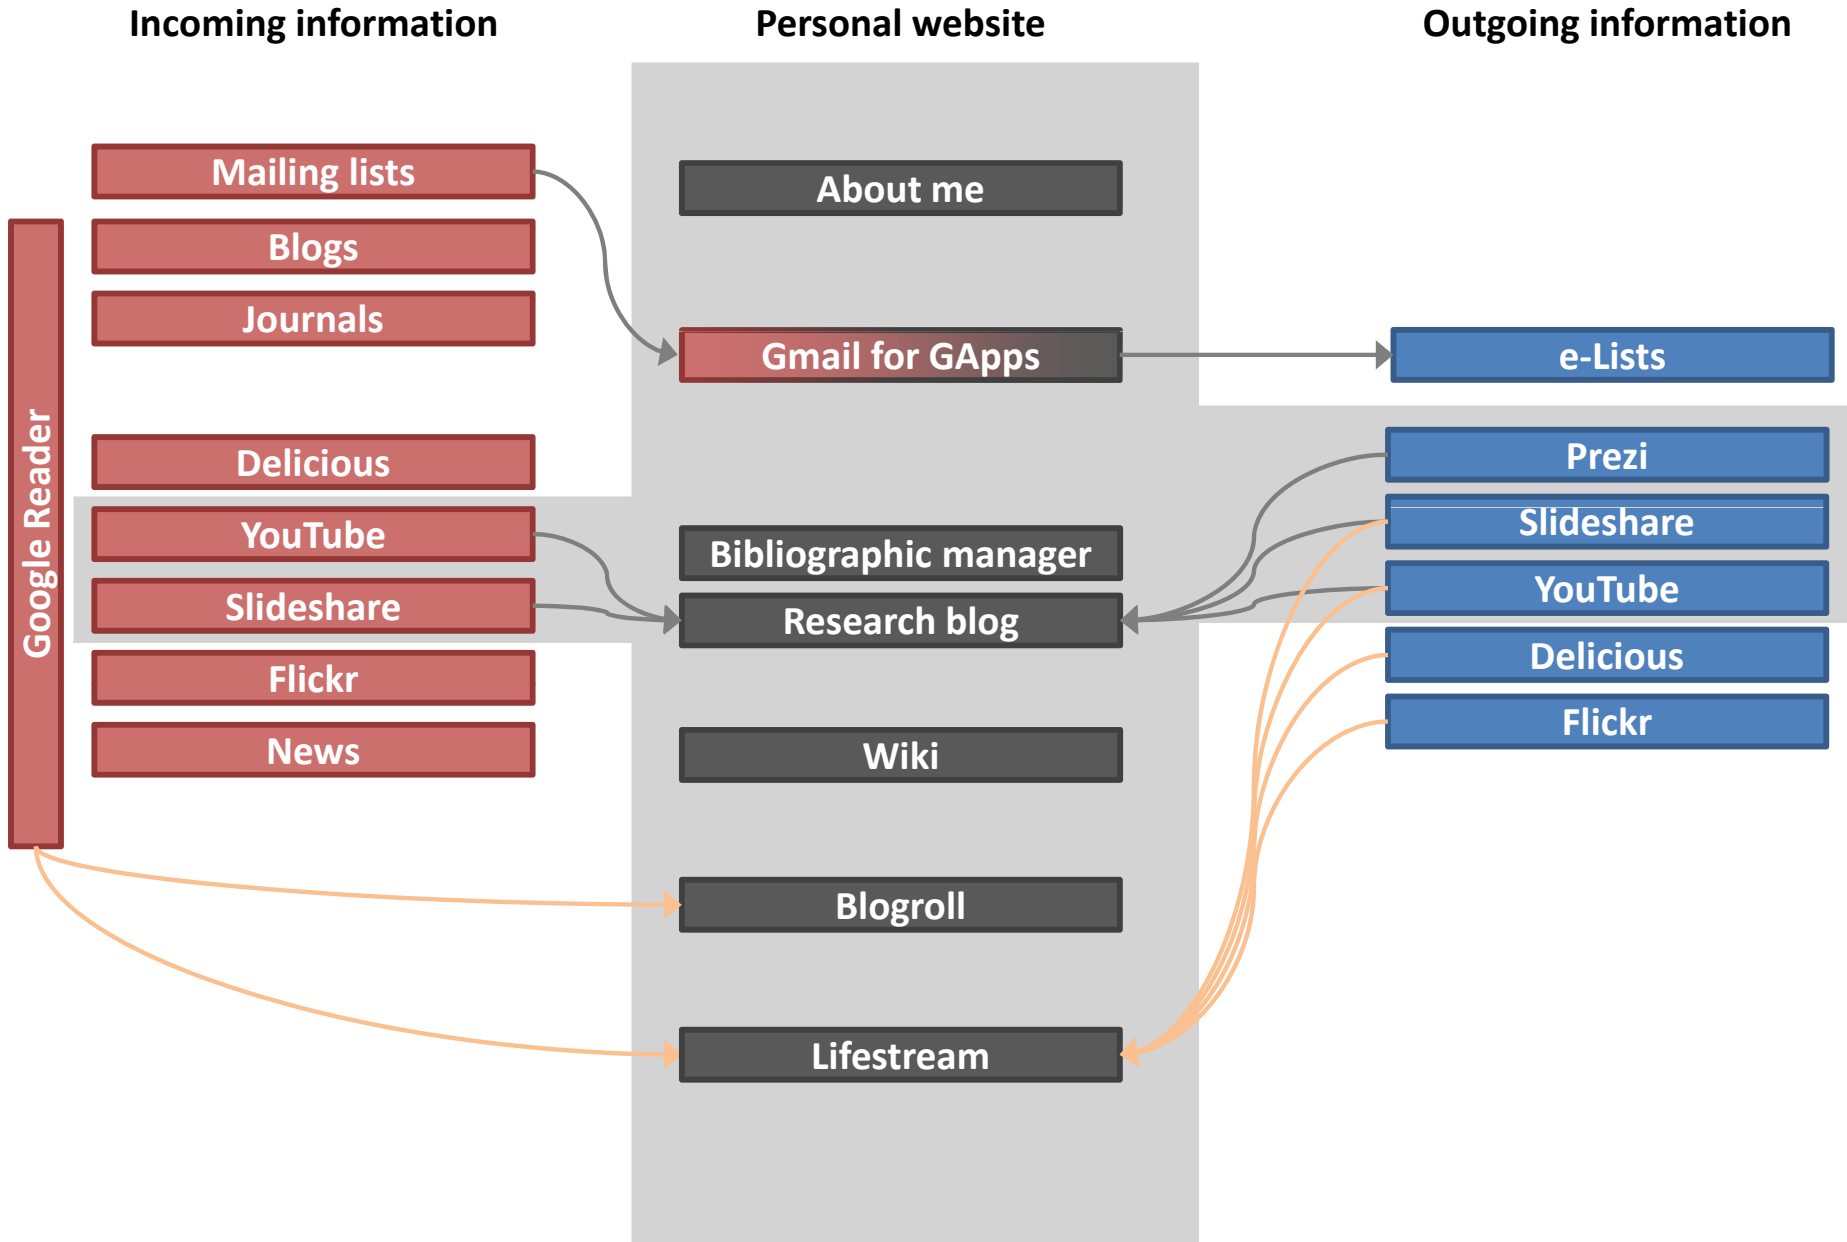 Incoming information
Personal website
Outgoing information
Google Reader
Mailing lists
Blogs
Journals
Delicious
YouTube
Slideshare
Flickr
News
About me
Gmail for GApps
Bibliographic manager
Research blog
Wiki
Blogroll
Lifestream
e-Lists
Prezi
Slideshare
YouTube
Delicious
Flickr